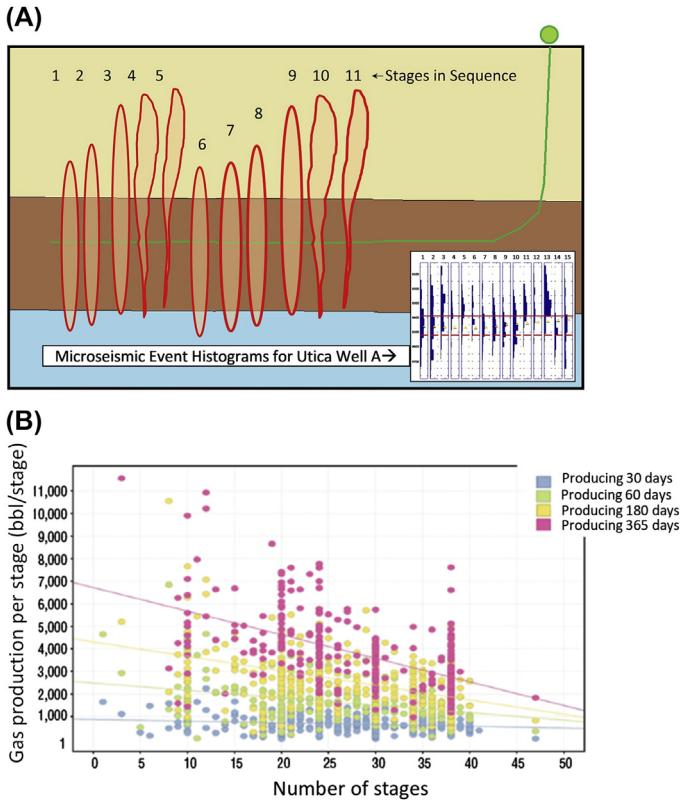 (A)
1 2 3 4 5 6 7 8 9 10 11 ←Stages in Sequence
1 2 3 4 5 6 7 8 9 10 11 12 13 14 15
Microseismic Event Histograms for Utica Well A→
(B)
Gas production per stage (bbl/stage)
11,000
10,000
9,000
8,000
7,000
6,000
5,000
4,000
3,000
2,000
1,000
1
Producing 30 days
Producing 60 days
Producing 180 days
Producing 365 days
0 5 10 15 20 25 30 35 40 45 50
Number of stages